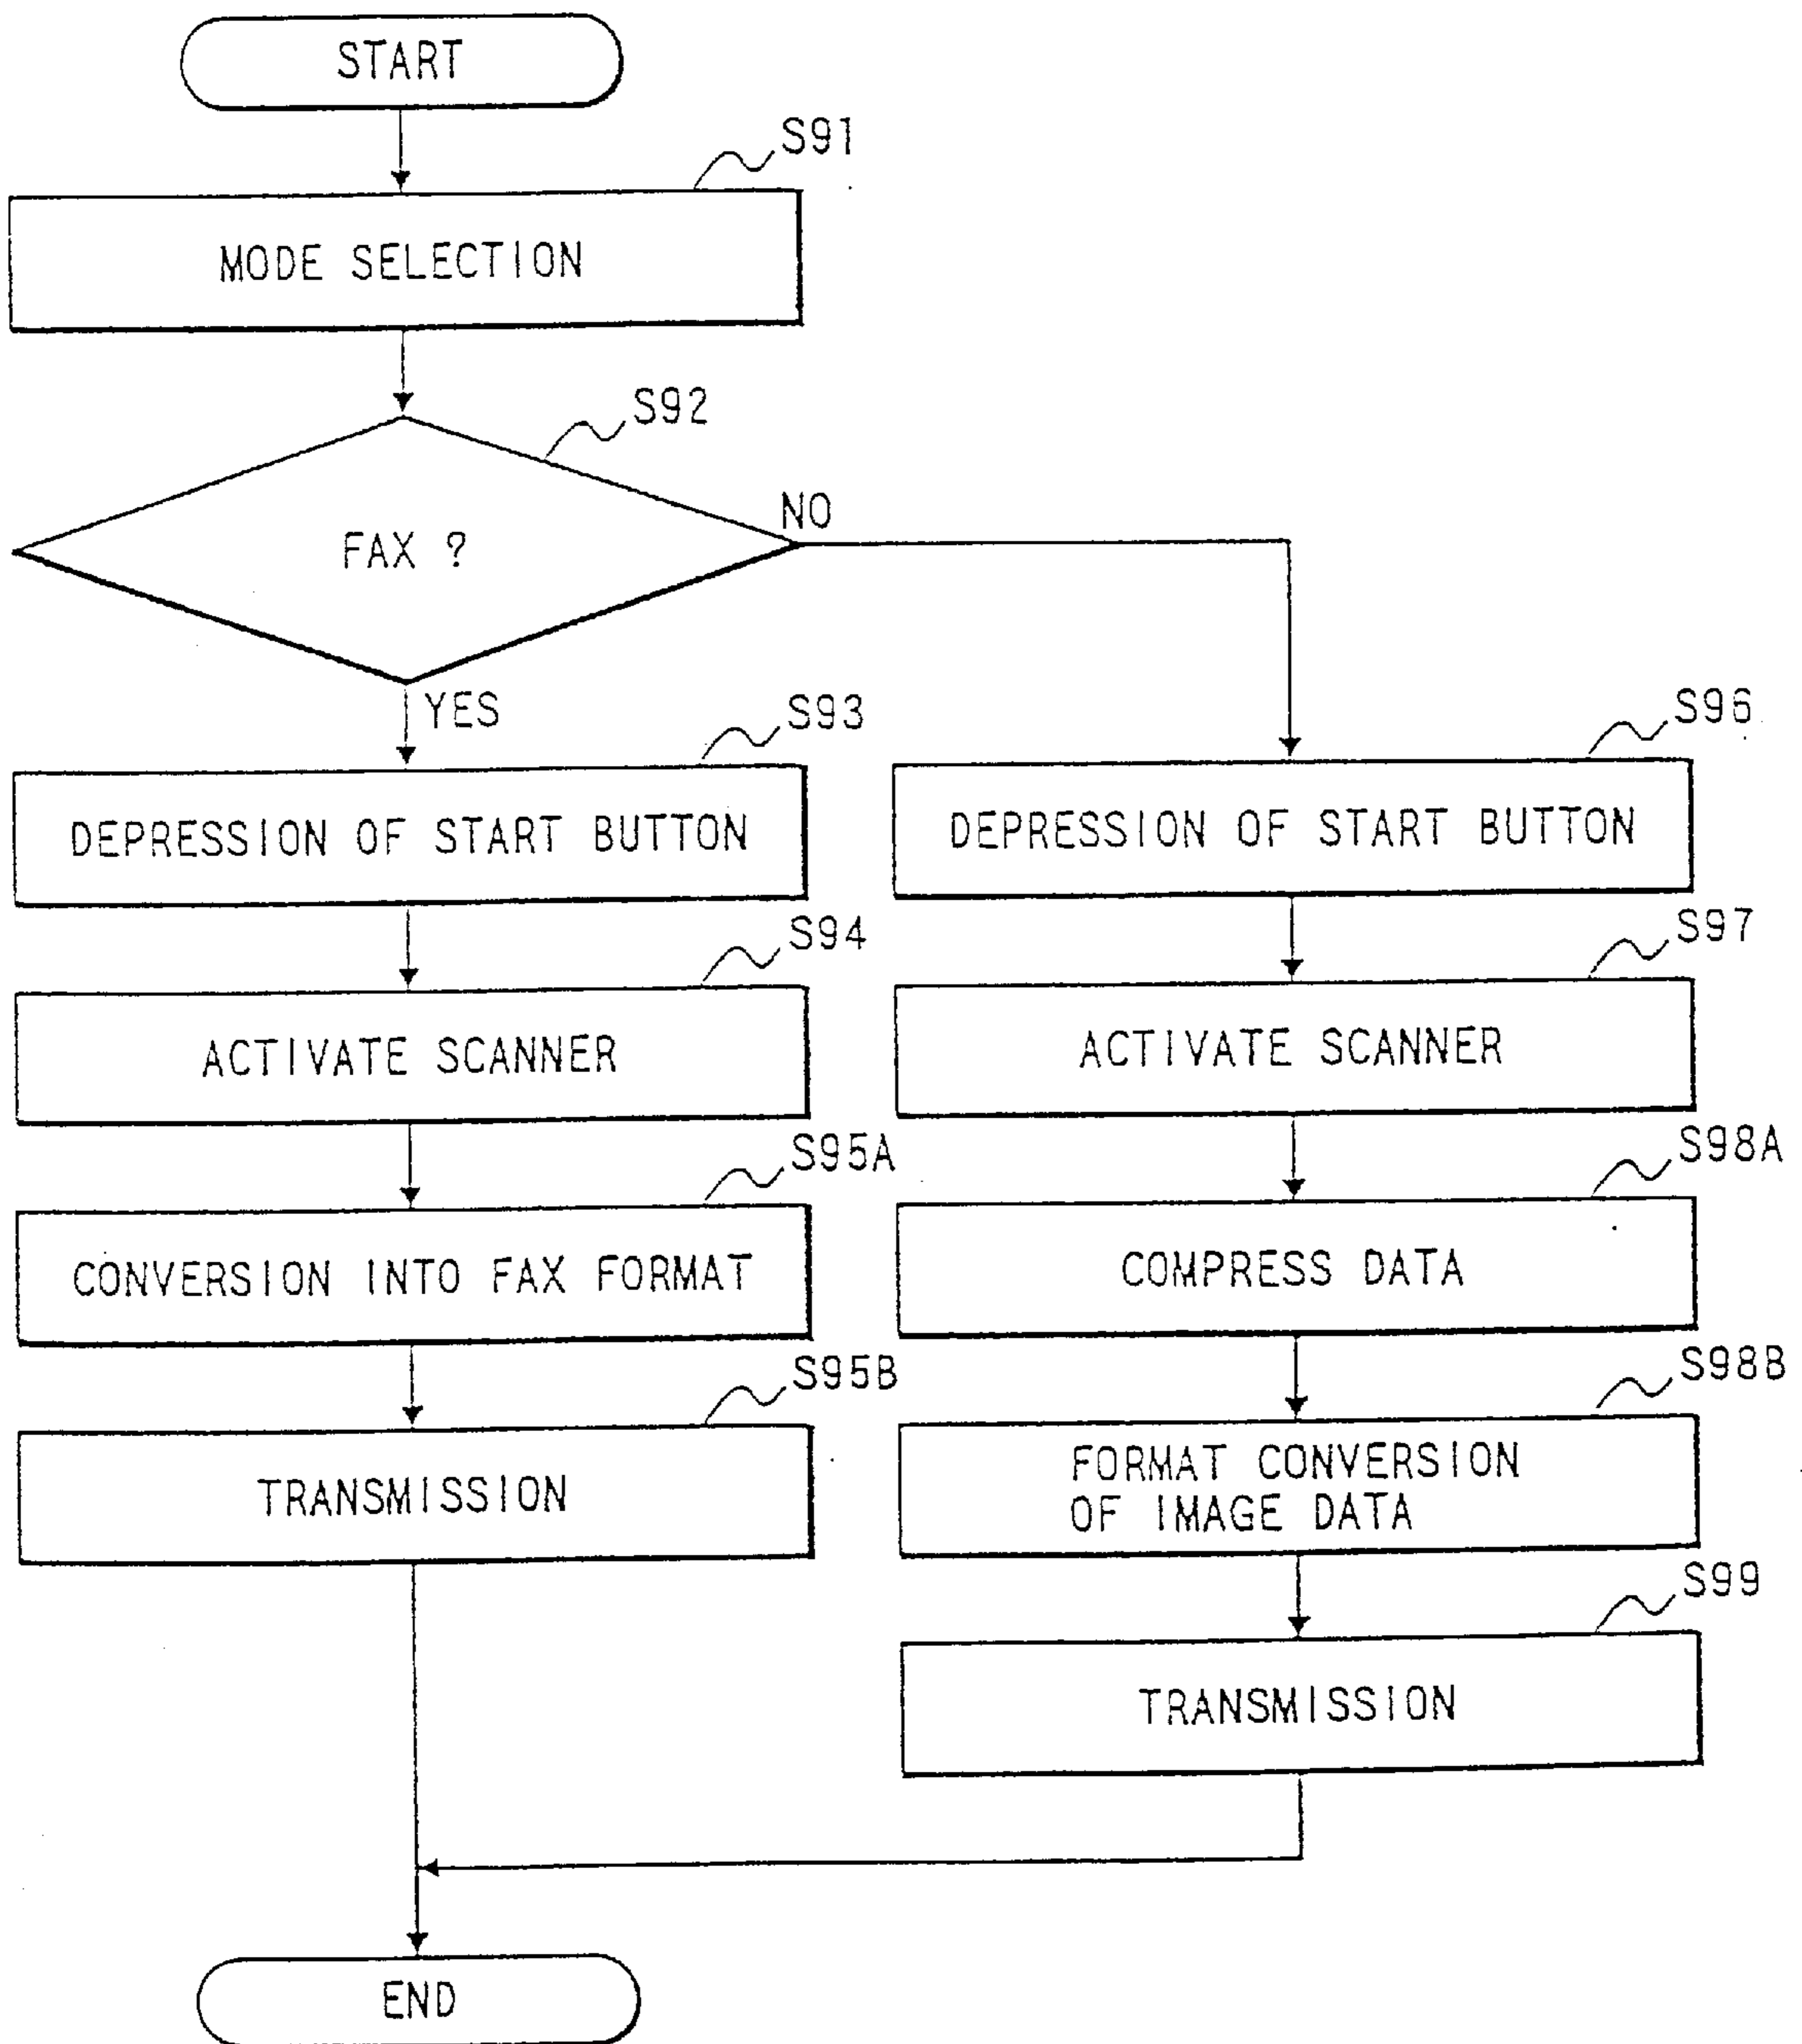 START
S91
MODE SELECTION
S92
FAX ?
NO
YES
S93
DEPRESSION OF START BUTTON
S94
ACTIVATE SCANNER
S95A
CONVERSION INTO FAX FORMAT
S95B
TRANSMISSION
S96
DEPRESSION OF START BUTTON
S97
ACTIVATE SCANNER
S98A
COMPRESS DATA
S98B
FORMAT CONVERSION
OF IMAGE DATA
S99
TRANSMISSION
END